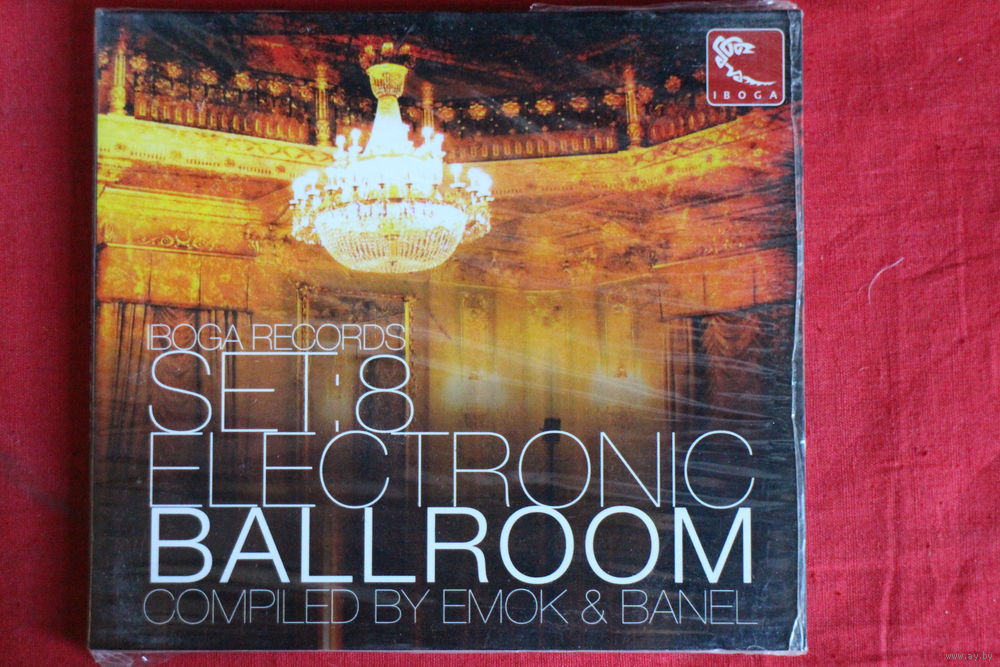 IBOGA
IBOGA RECORDS
SET:8
ELECTRONIC
BALLROOM
COMPILED BY EMOK & BANEL
www.ay.by